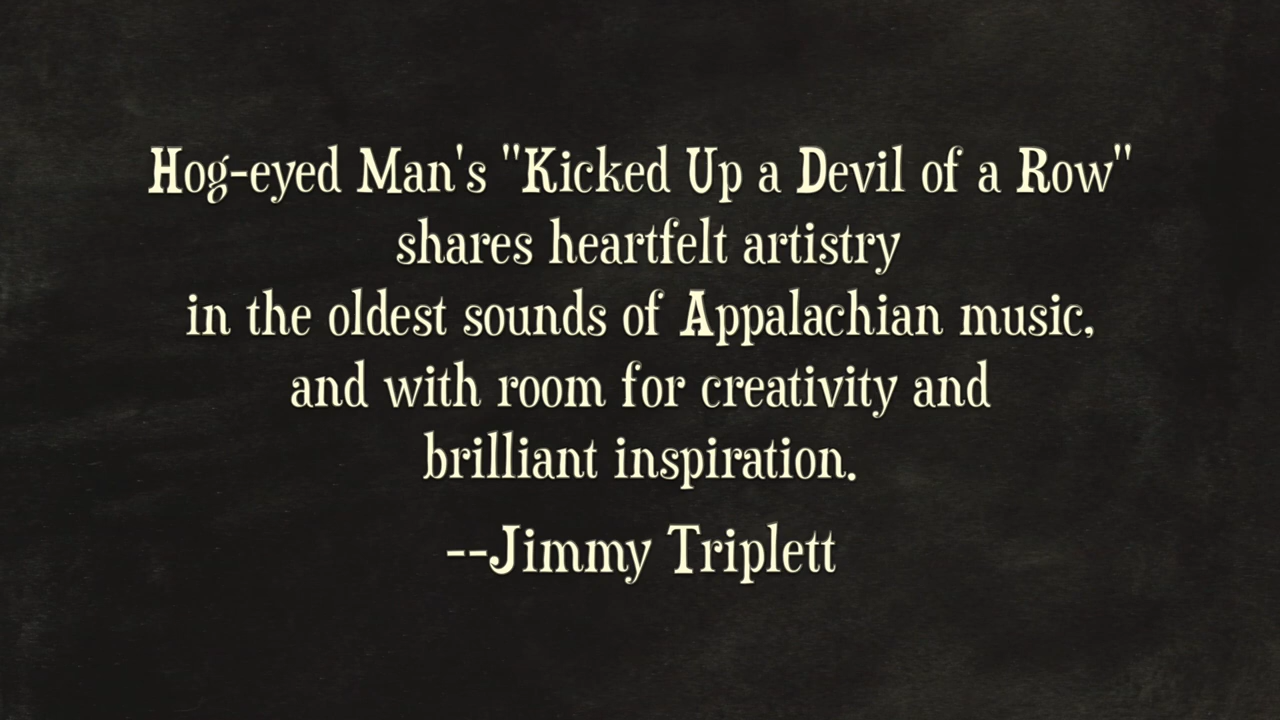 Hog-eyed Man's "Kicked Up a Devil of a Row"
shares heartfelt artistry
in the oldest sounds of Appalachian music,
and with room for creativity and
brilliant inspiration.
--Jimmy Triplett